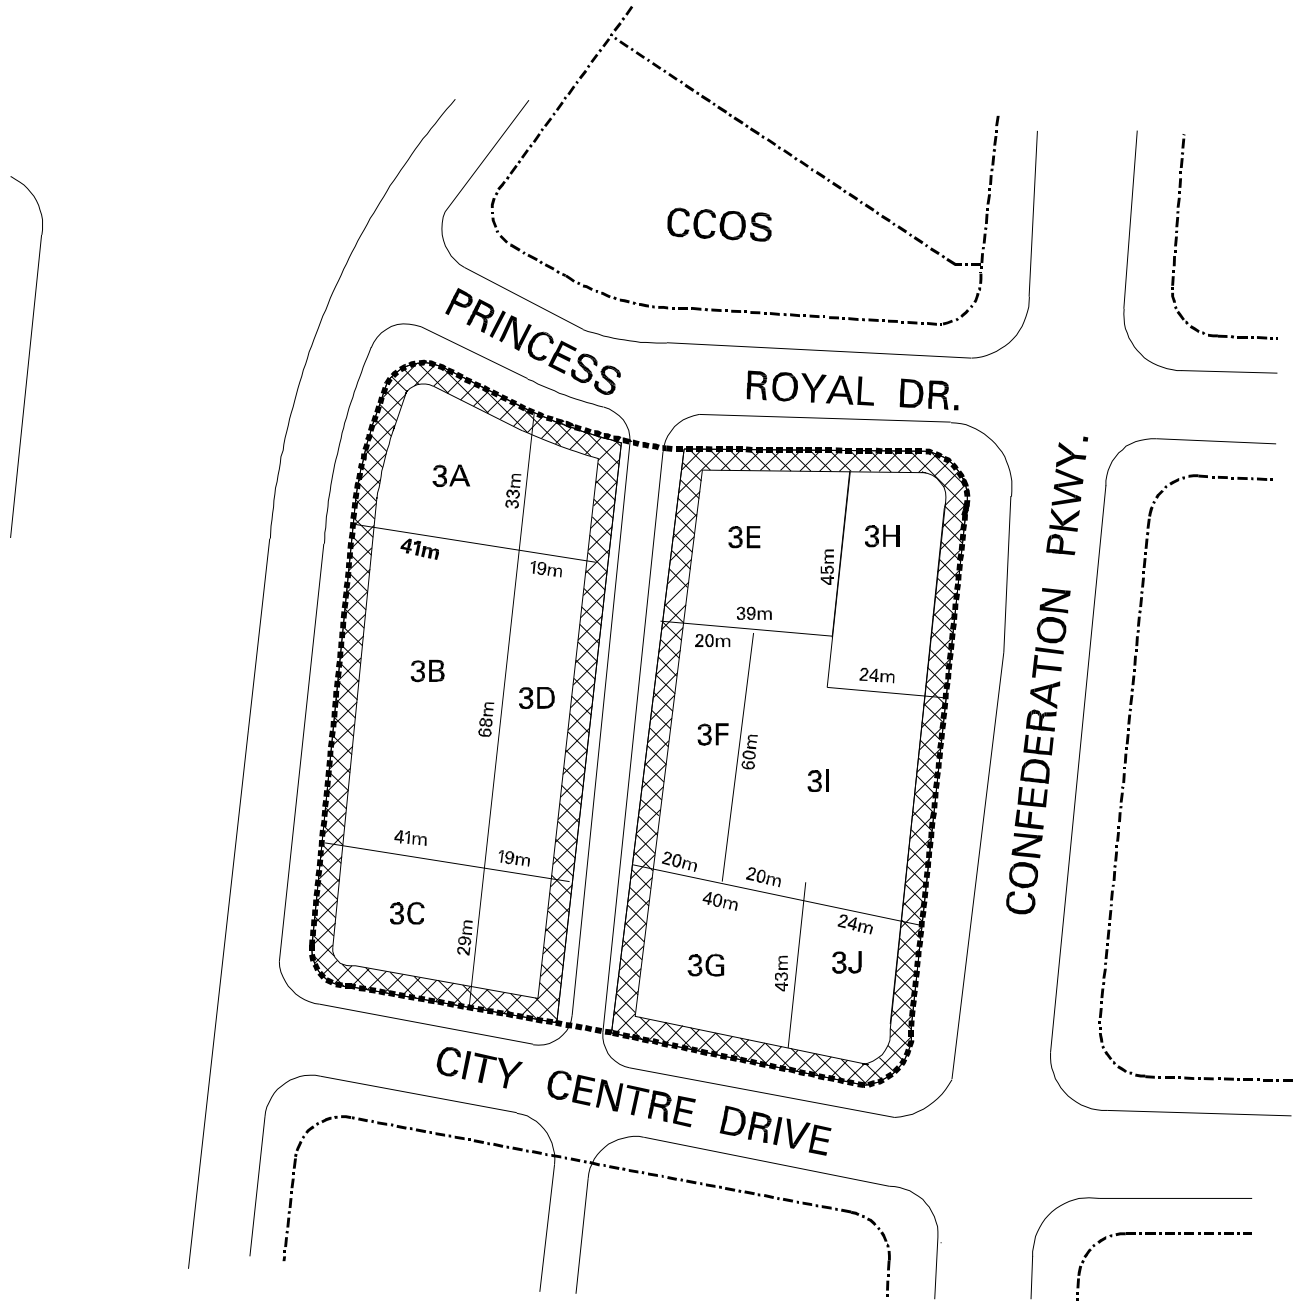 CCOS
PRINCESS
ROYAL DR.
CONFEDERATION PKWY.
3A
33m
41m
19m
3B
68m
3D
41m
19m
3C
29m
3E
45m
3H
39m
20m
24m
3F
60m
3I
20m
20m
40m
24m
3G
43m
3J
CITY CENTRE DRIVE